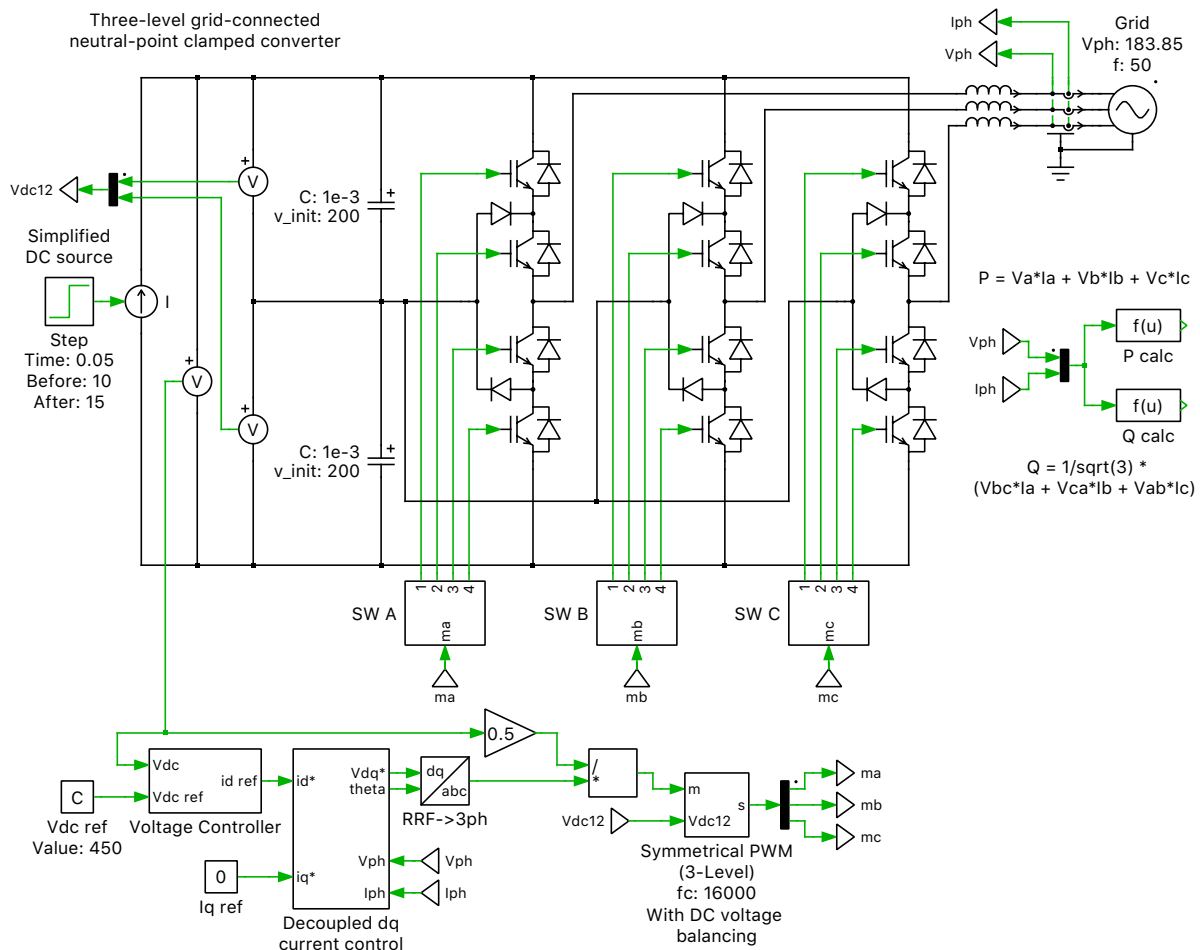 Three-level grid-connected
neutral-point clamped converter
Iph
Vph
Grid
Vph: 183.85
f: 50
Vdc12
+
V
C: 1e-3
v_init: 200
+
Simplified
DC source
I
Step
Time: 0.05
Before: 10
After: 15
+
V
+
V
C: 1e-3
v_init: 200
+
P = Va*Ia + Vb*Ib + Vc*Ic
Vph
Iph
f(u)
P calc
f(u)
Q calc
Q = 1/sqrt(3) *
(Vbc*Ia + Vca*Ib + Vab*Ic)
SW A
1 2 3 4
ma
ma
SW B
1 2 3 4
mb
mb
SW C
1 2 3 4
mc
mc
0.5
Vdc
Vdc ref
id ref
Voltage Controller
C
Vdc ref
Value: 450
0
Iq ref
id*
iq*
Vdq*
theta
Vph
Iph
Decoupled dq
current control
Vph
Iph
dq
abc
RRF->3ph
/
*
Vdc12
m
Vdc12
s
Symmetrical PWM
(3-Level)
fc: 16000
With DC voltage
balancing
ma
mb
mc